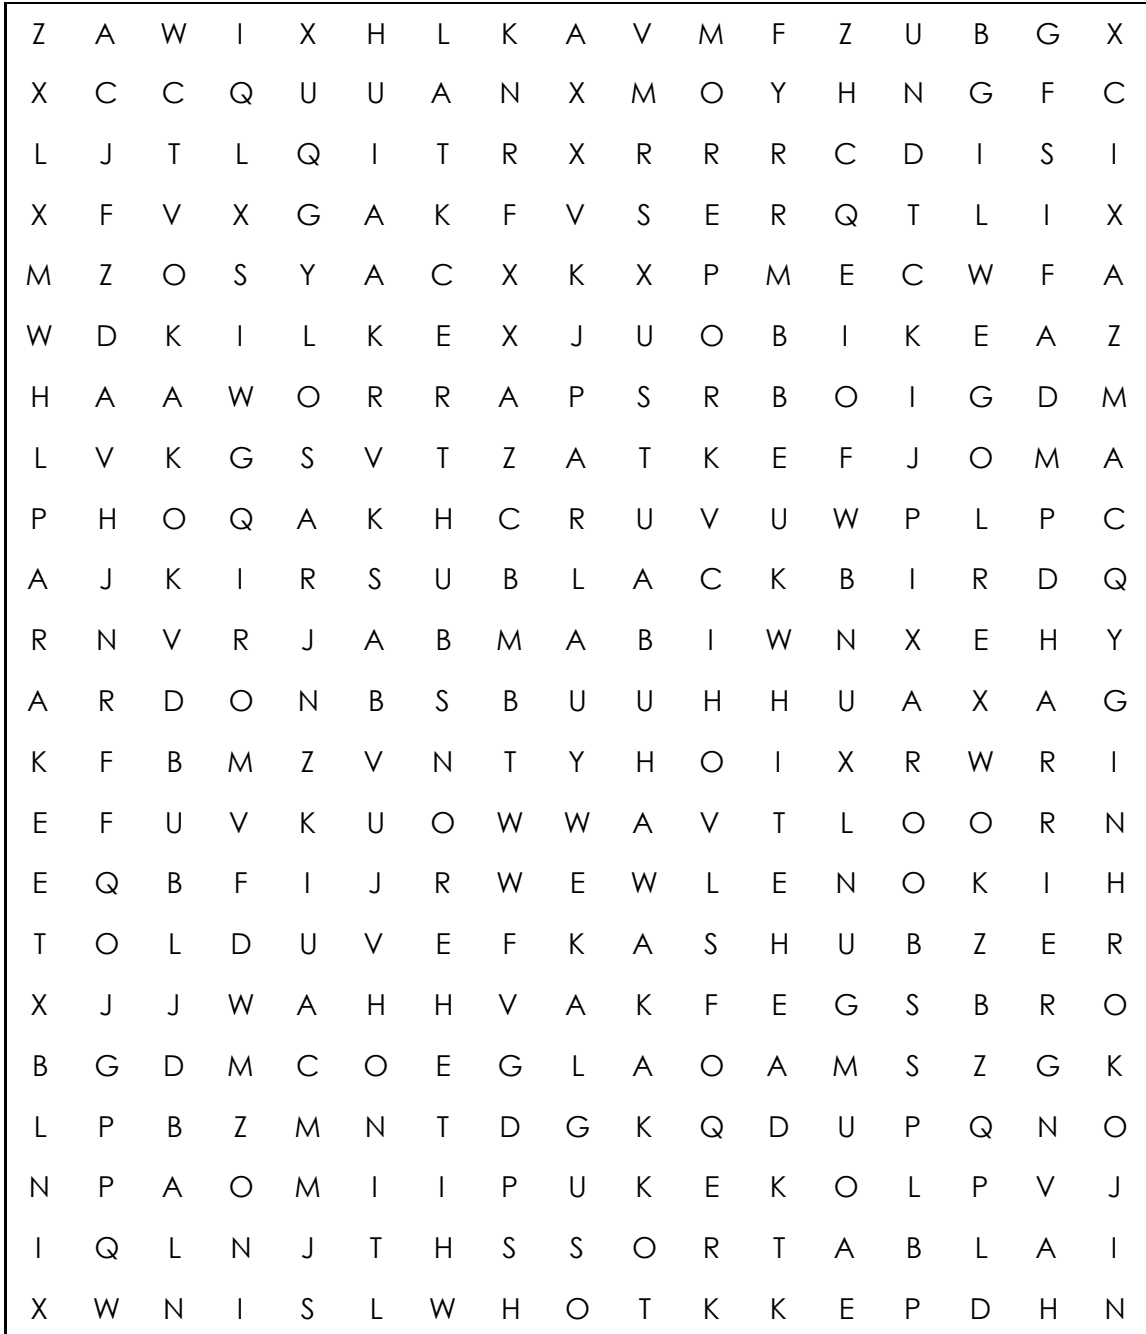 Z A W I X H L K A V M F Z U B G X
X C C Q U U A N X M O Y H N G F C
L J T L Q I T R X R R R C D I S I
X F V X G A K F V S E R Q T L I X
M Z O S Y A C X K X P M E C W F A
W D K I L K E X J U O B I K E A Z
H A A W O R R A P S R B O I G D M
L V K G S V T Z A T K E F J O M A
P H O Q A K H C R U V U W P L P C
A J K I R S U B L A C K B I R D Q
R N V R J A B M A B I W N X E H Y
A R D O N B S B U U H H U A X A G
K F B M Z V N T Y H O I X R W R I
E F U V K U O W W A V T L O O R N
E Q B F I J R W E W L E N O K I H
T O L D U V E F K A S H U B Z E R
X J J W A H H V A K F E G S B R O
B G D M C O E G L A O A M S Z G K
L P B Z M N T D G K Q D U P Q N O
N P A O M I I P U K E K O L P V J
I Q L N J T H S S O R T A B L A I
X W N I S L W H O T K K E P D H N